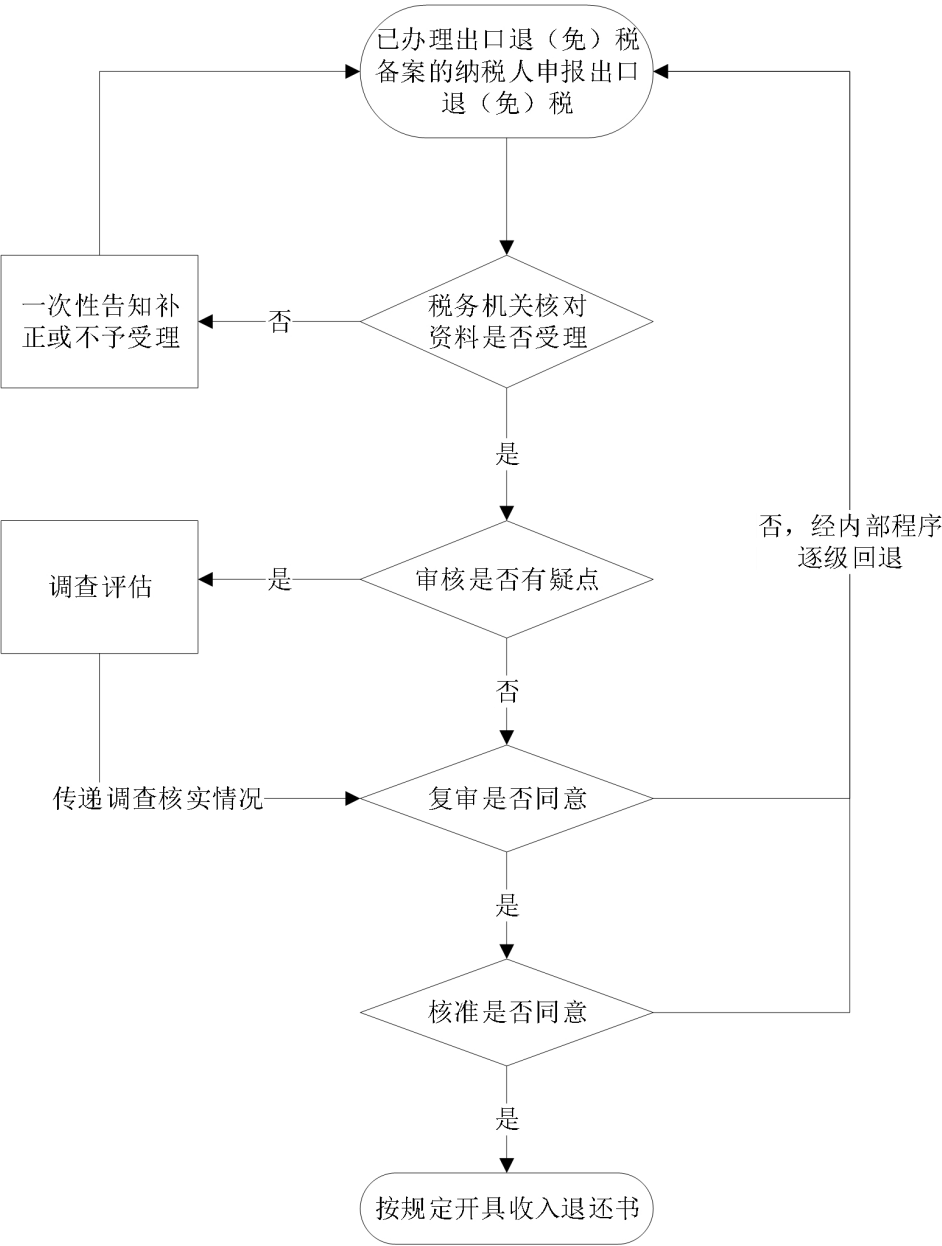 已办理出口退（免）税
备案的纳税人申报出口
退（免）税
一次性告知补
正或不予受理
否
税务机关核对
资料是否受理
是
否，经内部程序
逐级回退
调查评估
是
审核是否有疑点
否
传递调查核实情况
复审是否同意
是
核准是否同意
是
按规定开具收入退还书